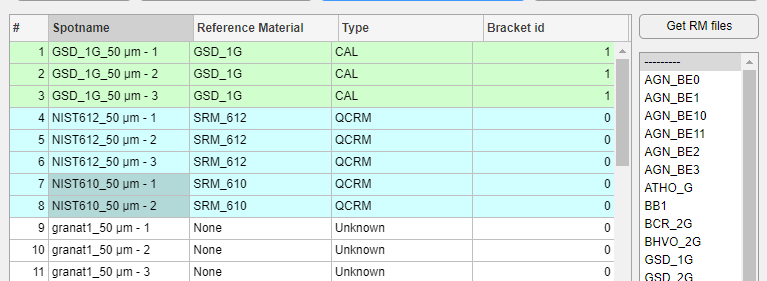 # Spotname Reference Material Type Bracket id
1 GSD_1G_50 µm - 1 GSD_1G CAL 1
2 GSD_1G_50 µm - 2 GSD_1G CAL 1
3 GSD_1G_50 µm - 3 GSD_1G CAL 1
4 NIST612_50 µm - 1 SRM_612 QCRM 0
5 NIST612_50 µm - 2 SRM_612 QCRM 0
6 NIST612_50 µm - 3 SRM_612 QCRM 0
7 NIST610_50 µm - 1 SRM_610 QCRM 0
8 NIST610_50 µm - 2 SRM_610 QCRM 0
9 granat1_50 µm - 1 None Unknown 0
10 granat1_50 µm - 2 None Unknown 0
11 granat1_50 µm - 3 None Unknown 0
Get RM files
---------
AGN_BE0
AGN_BE1
AGN_BE10
AGN_BE11
AGN_BE2
AGN_BE3
ATHO_G
BB1
BCR_2G
BHVO_2G
GSD_1G
GSD_2G